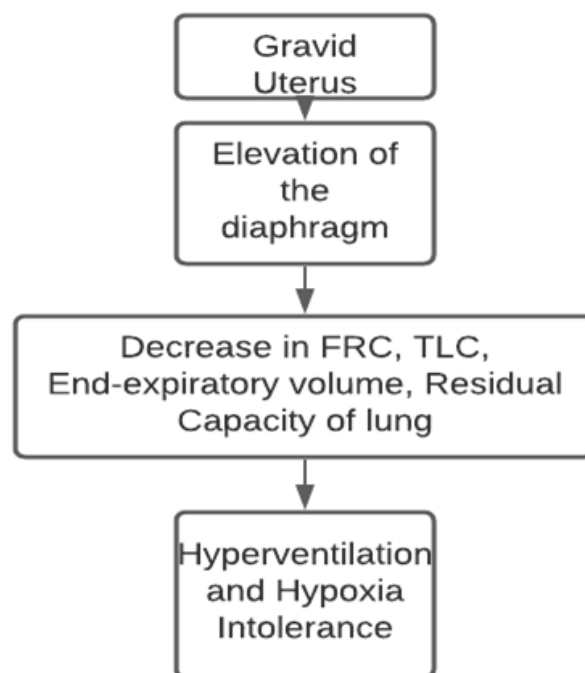 Gravid
Uterus
Elevation of
the
diaphragm
Decrease in FRC, TLC,
End-expiratory volume, Residual
Capacity of lung
Hyperventilation
and Hypoxia
Intolerance